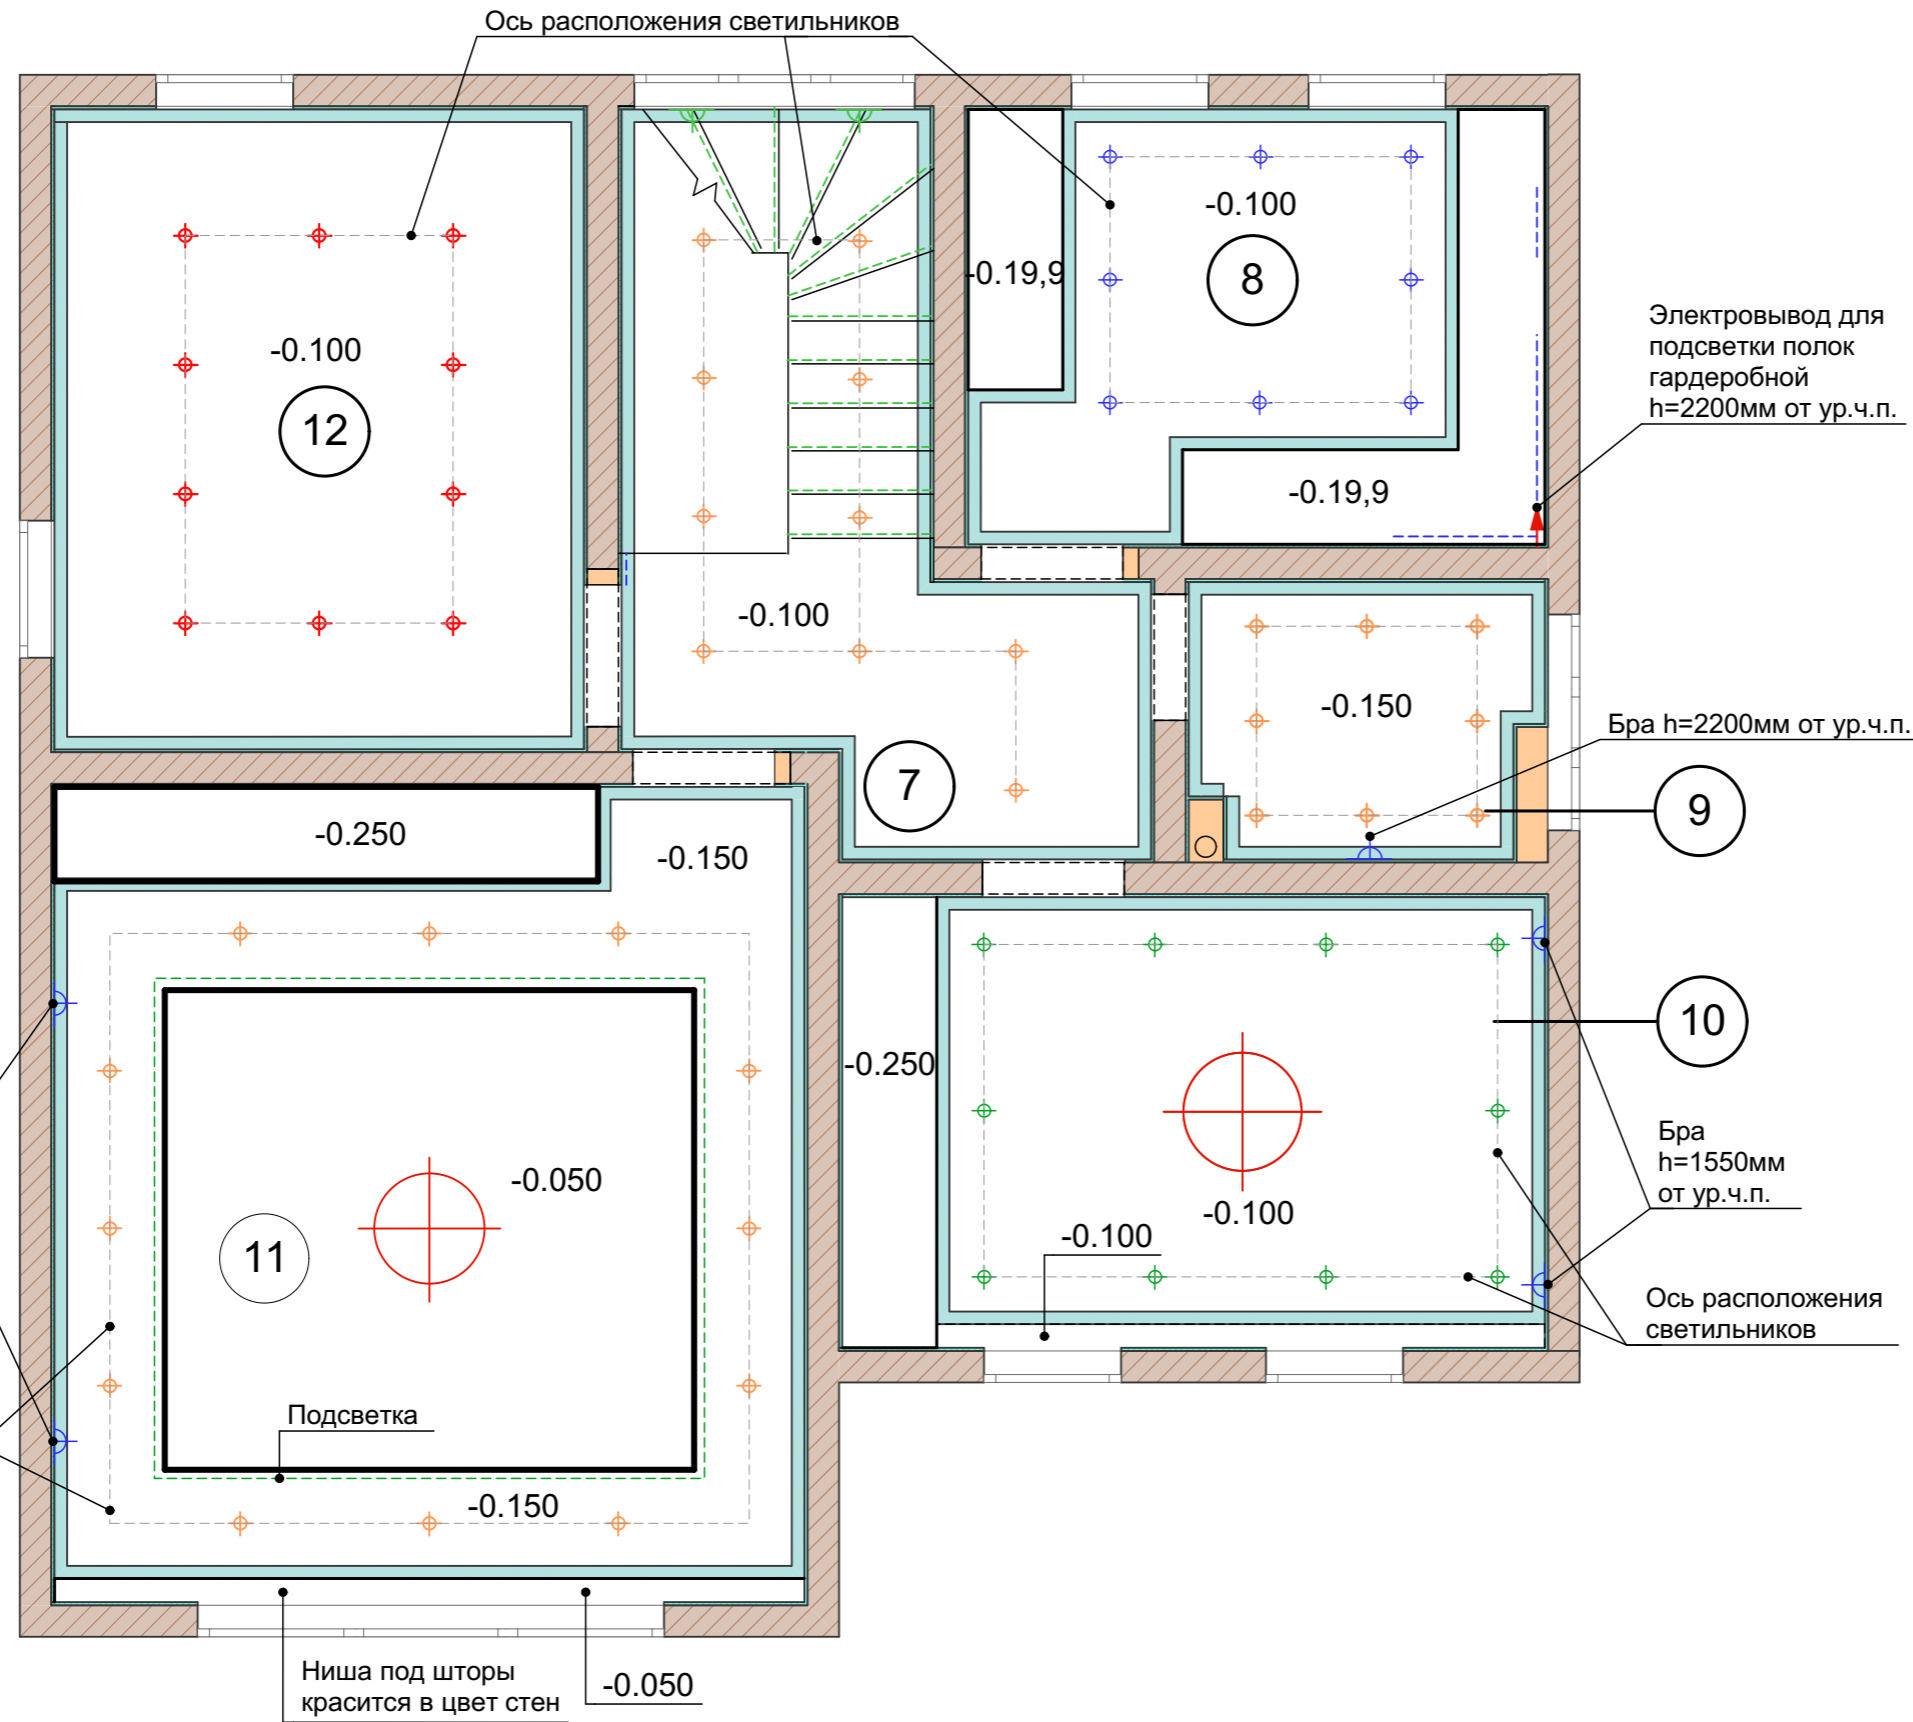 Ось расположения светильников
-0.100
8
-0.19,9
-0.19,9
Электровывод для
подсветки полок
гардеробной
h=2200мм от ур.ч.п.
-0.100
12
-0.100
7
-0.150
Бра h=2200мм от ур.ч.п.
9
-0.250
-0.150
10
-0.250
-0.050
11
-0.100
-0.100
Бра
h=1550мм
от ур.ч.п.
Ось расположения
светильников
Подсветка
-0.150
Ниша под шторы
красится в цвет стен
-0.050